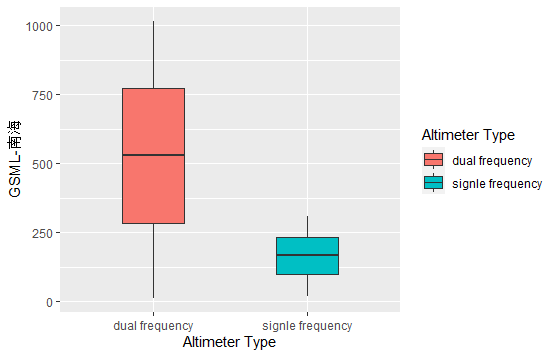 GSML-南海
1000
750
500
250
0
dual frequency
signle frequency
Altimeter Type
Altimeter Type
dual frequency
signle frequency